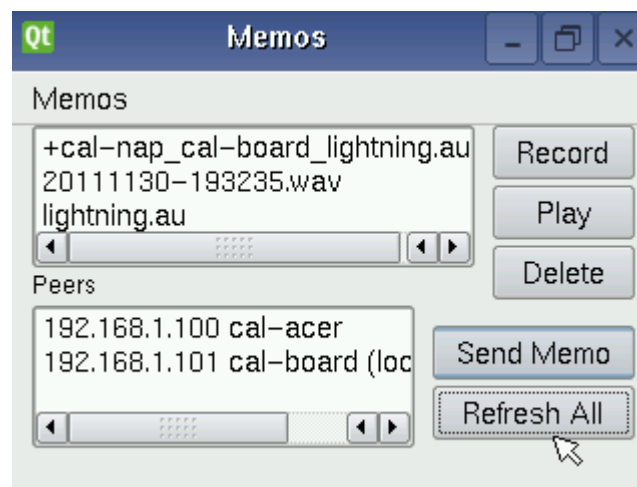 Qt Memos
Memos
+cal-nap_cal-board_lightning.au
20111130-193235.wav
lightning.au
Record
Play
Delete
Peers
192.168.1.100 cal-acer
192.168.1.101 cal-board (loc
Send Memo
Refresh All